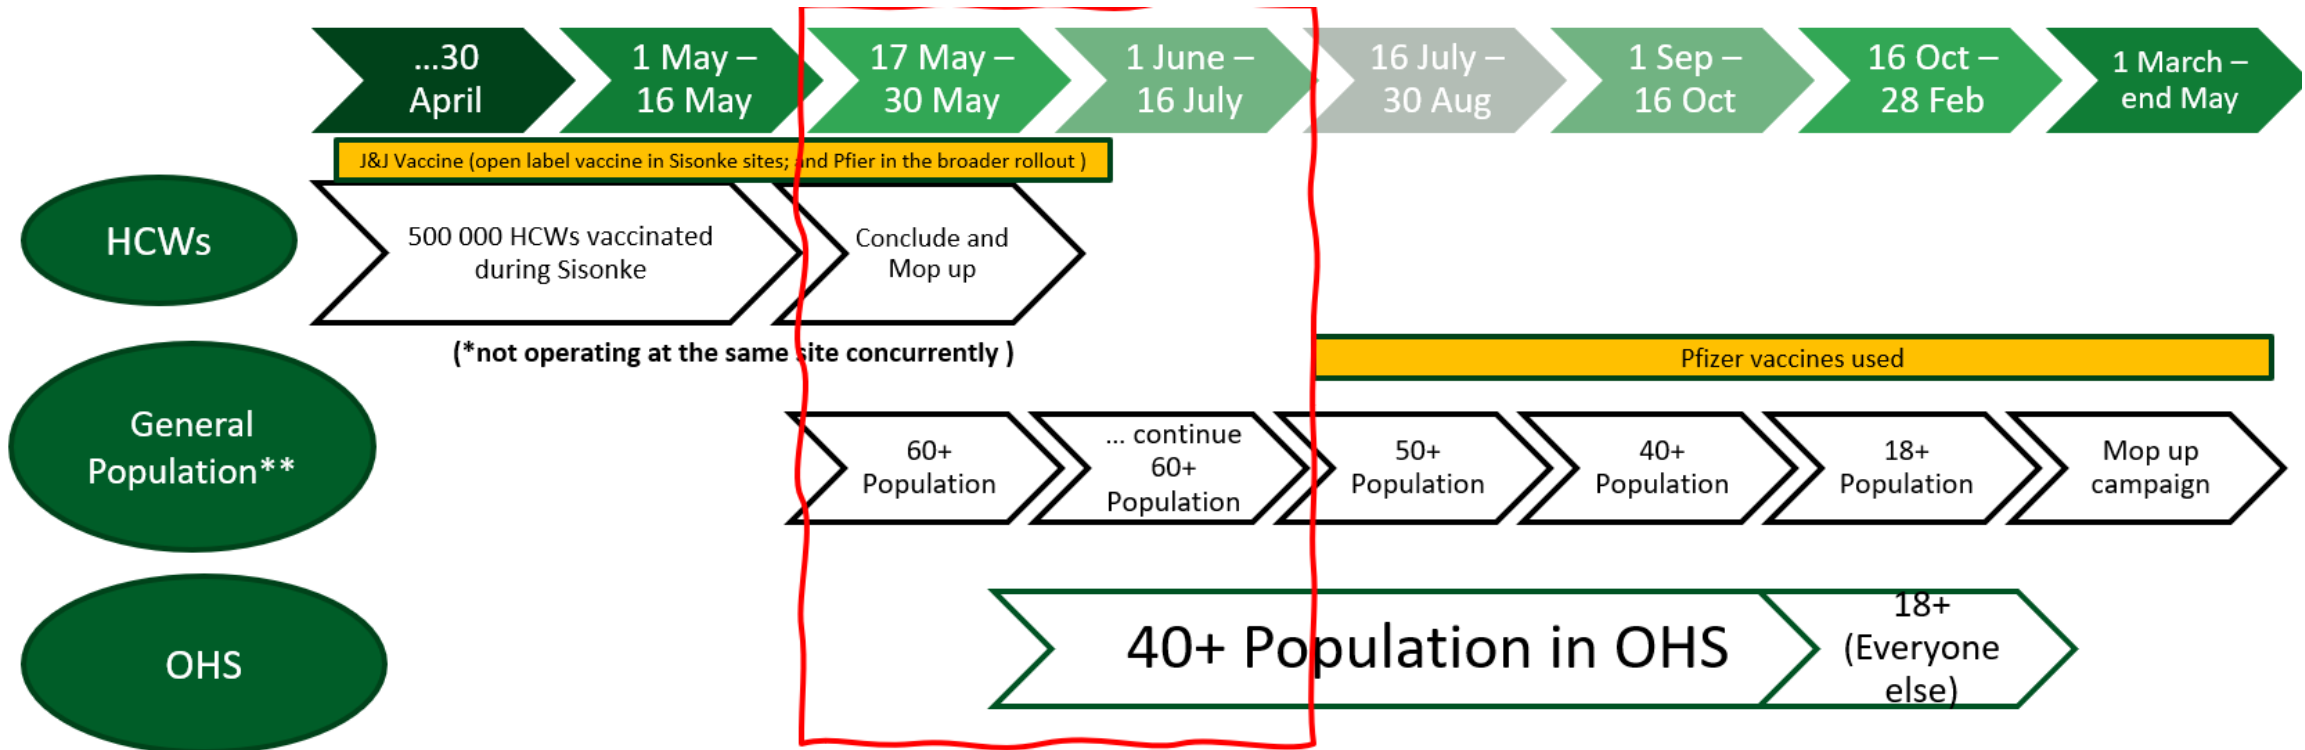 ...30
April
1 May –
16 May
17 May –
30 May
1 June –
16 July
16 July –
30 Aug
1 Sep –
16 Oct
16 Oct –
28 Feb
1 March –
end May
J&J Vaccine (open label vaccine in Sisonke sites; and Pfier in the broader rollout )
HCWs
500 000 HCWs vaccinated
during Sisonke
Conclude and
Mop up
(*not operating at the same site concurrently )
Pfizer vaccines used
General
Population**
60+
Population
... continue
60+
Population
50+
Population
40+
Population
18+
Population
Mop up
campaign
OHS
40+ Population in OHS
18+
(Everyone
else)